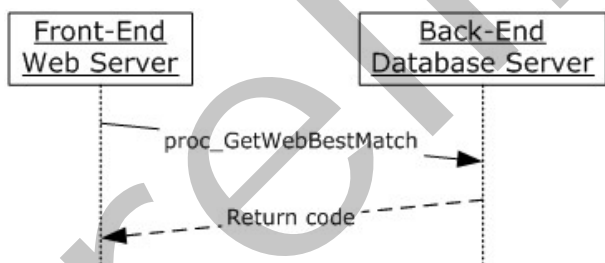 Front-End
Web Server
Back-End
Database Server
proc_GetWebBestMatch
Return code